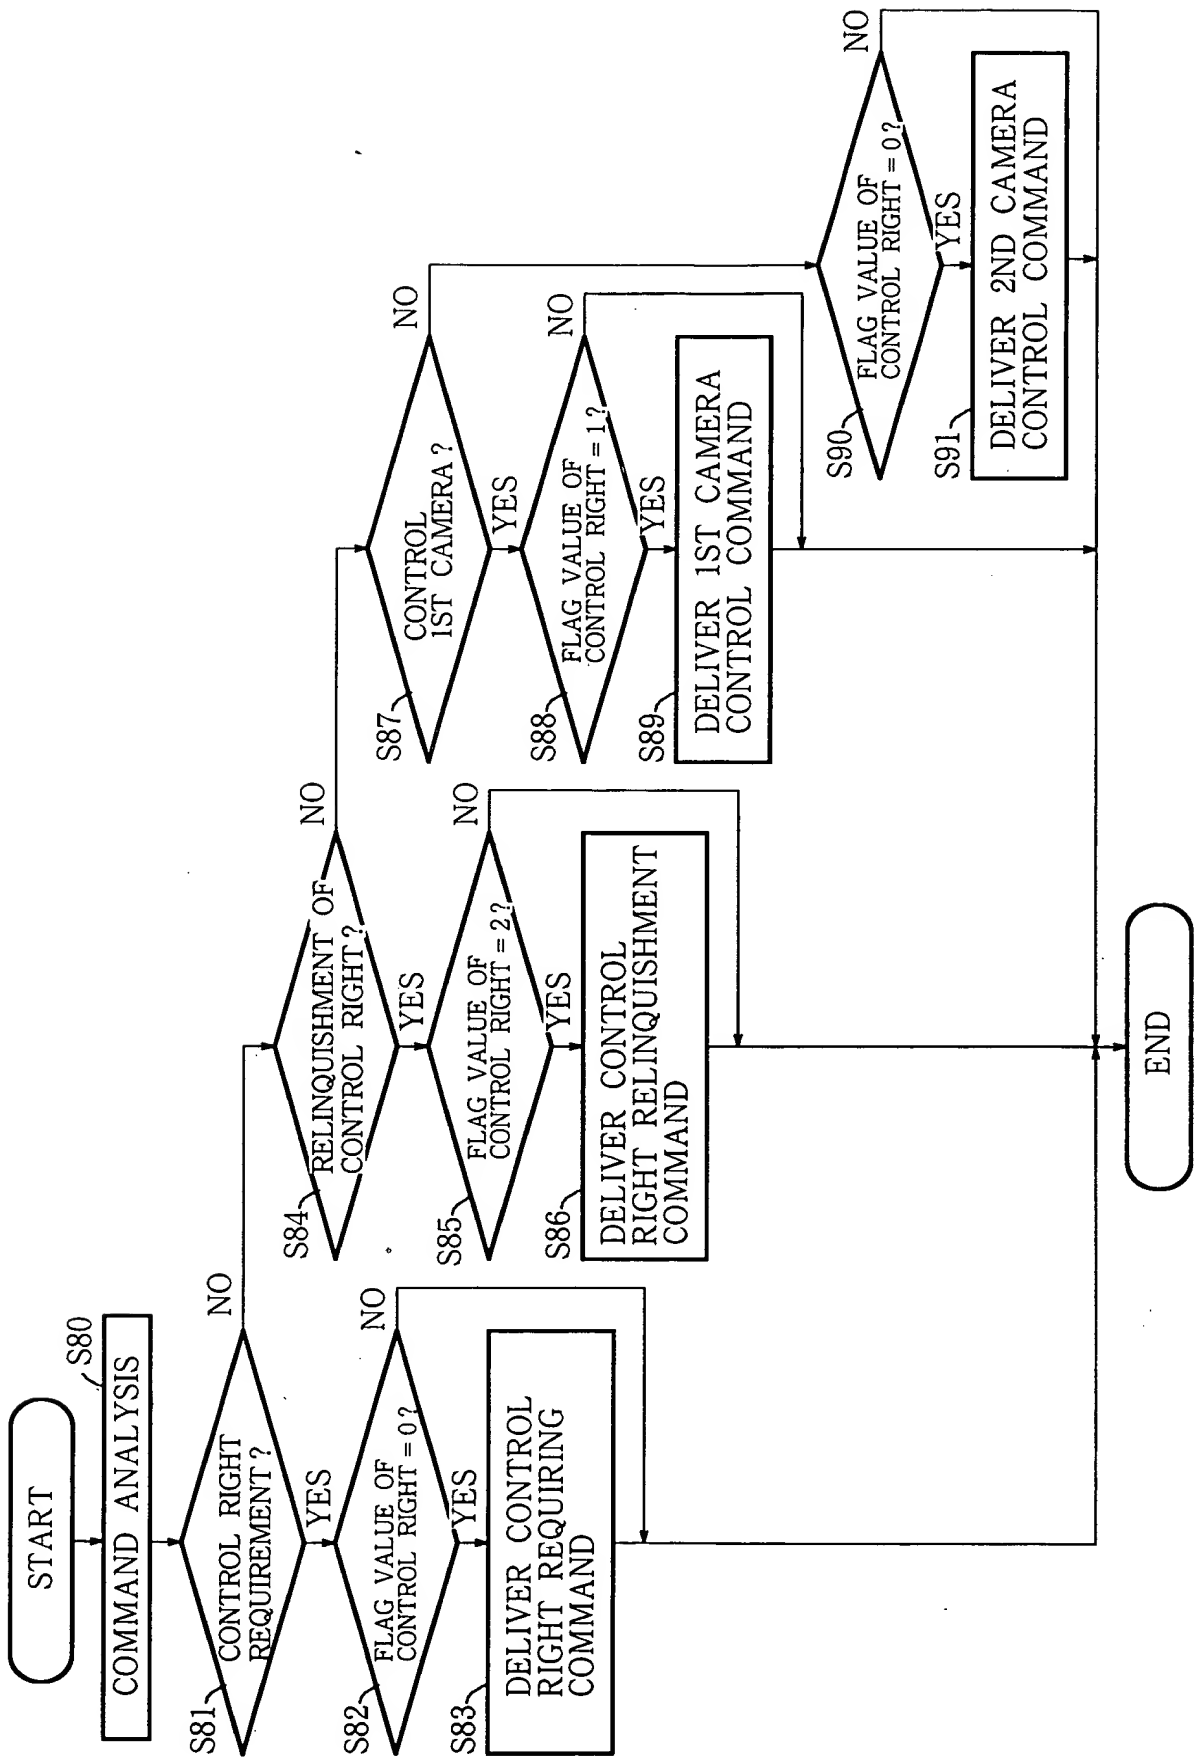 START
S80
COMMAND ANALYSIS
S81
CONTROL RIGHT
REQUIREMENT?
NO
YES
S82
FLAG VALUE OF
CONTROL RIGHT = 0?
NO
YES
S83
DELIVER CONTROL
RIGHT REQUIRING
COMMAND
S84
RELINQUISHMENT OF
CONTROL RIGHT?
NO
YES
S85
FLAG VALUE OF
CONTROL RIGHT = 2?
NO
YES
S86
DELIVER CONTROL
RIGHT RELINQUISHMENT
COMMAND
S87
CONTROL
1ST CAMERA?
NO
YES
S88
FLAG VALUE OF
CONTROL RIGHT = 1?
NO
YES
S89
DELIVER 1ST CAMERA
CONTROL COMMAND
S90
FLAG VALUE OF
CONTROL RIGHT = 0?
NO
YES
S91
DELIVER 2ND CAMERA
CONTROL COMMAND
END